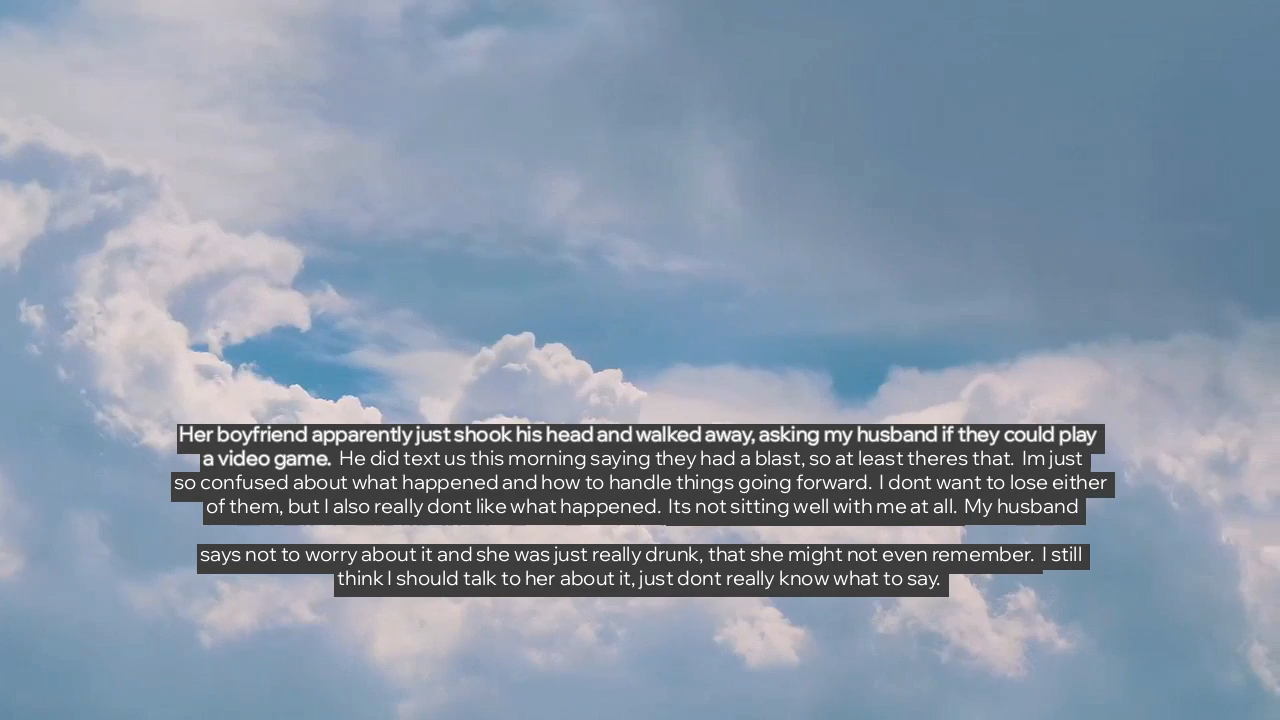 Her boyfriend apparently just shook his head and walked away, asking my husband if they could play
a video game. He did text us this morning saying they had a blast, so at least theres that. Im just
so confused about what happened and how to handle things going forward. I dont want to lose either
of them, but I also really dont like what happened. Its not sitting well with me at all. My husband
says not to worry about it and she was just really drunk, that she might not even remember. I still
think I should talk to her about it, just dont really know what to say.